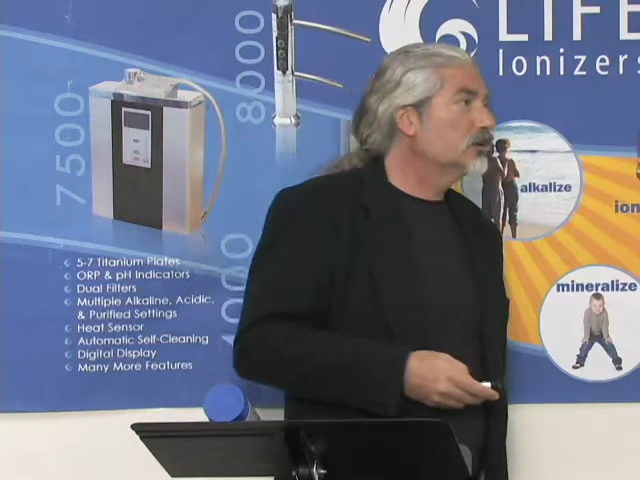 7500
8000
LIFE
Ionizers
alkalize
mineralize
5-7 Titanium Plates
ORP & pH Indicators
Dual Filters
Multiple Alkaline, Acidic,
& Purified Settings
Heat Sensor
Automatic Self-Cleaning
Digital Display
Many More Features